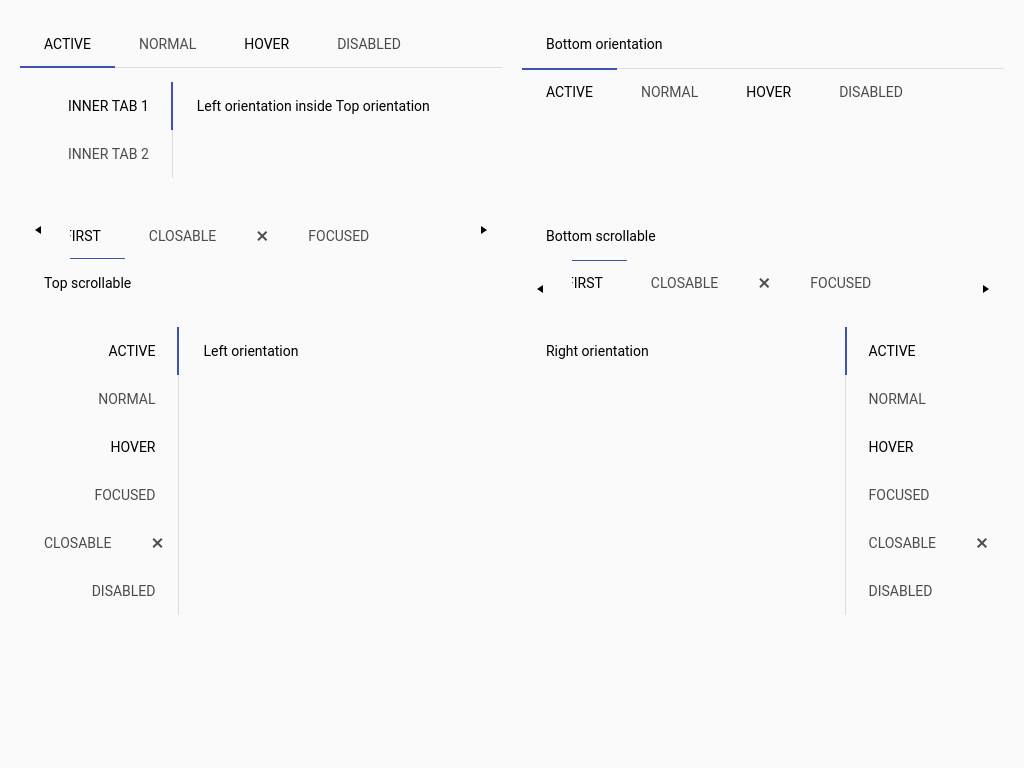 ACTIVE NORMAL HOVER DISABLED
INNER TAB 1 Left orientation inside Top orientation
INNER TAB 2
Bottom orientation
ACTIVE NORMAL HOVER DISABLED
FIRST CLOSABLE FOCUSED
Top scrollable
Bottom scrollable
FIRST CLOSABLE FOCUSED
ACTIVE Left orientation
NORMAL
HOVER
FOCUSED
CLOSABLE
DISABLED
Right orientation ACTIVE
NORMAL
HOVER
FOCUSED
CLOSABLE
DISABLED